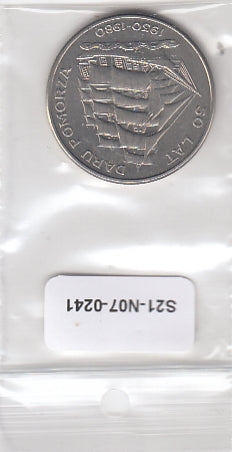 1930-1980
50 LAT
DARU POMORZA
S21-N07-0241